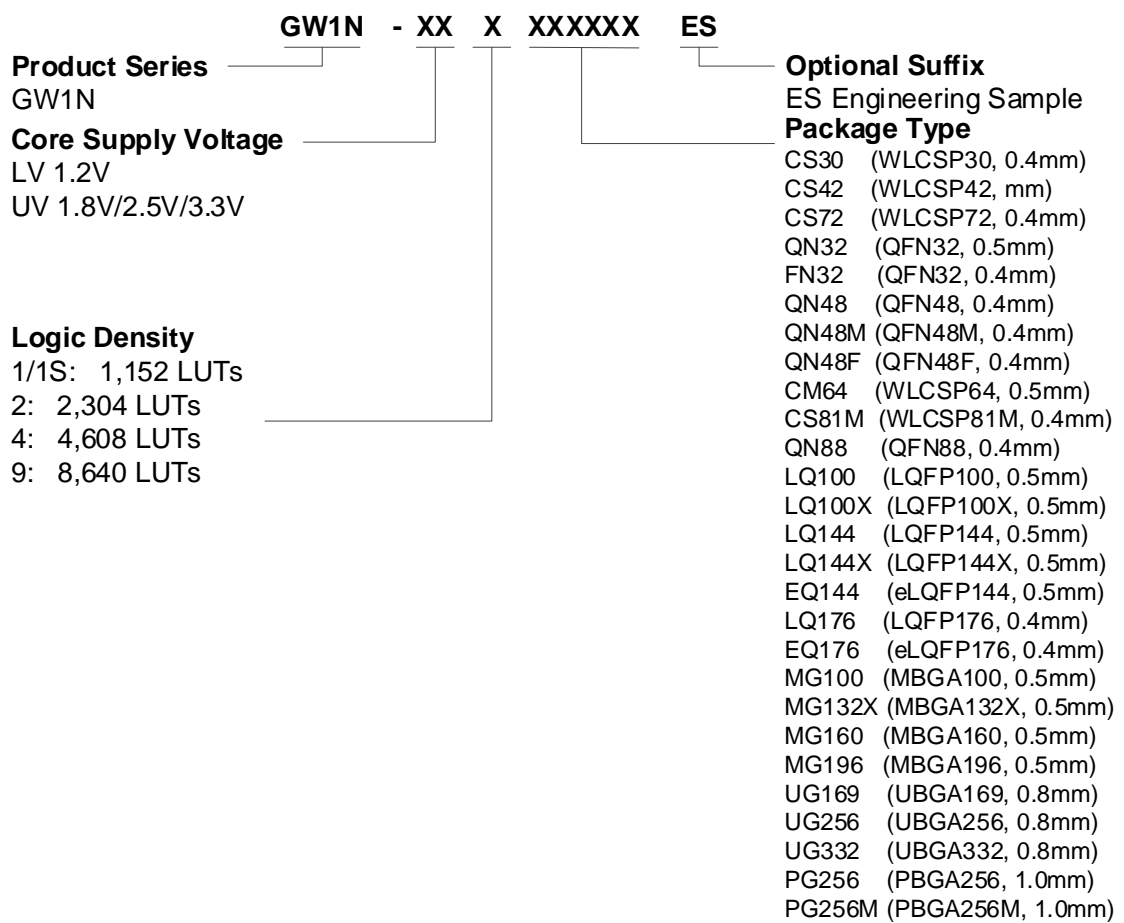 GW1N - XX X XXXXXX ES
Product Series
GW1N
Core Supply Voltage
LV 1.2V
UV 1.8V/2.5V/3.3V
Logic Density
1/1S: 1,152 LUTs
2: 2,304 LUTs
4: 4,608 LUTs
9: 8,640 LUTs
Optional Suffix
ES Engineering Sample
Package Type
CS30 (WLCSP30, 0.4mm)
CS42 (WLCSP42, mm)
CS72 (WLCSP72, 0.4mm)
QN32 (QFN32, 0.5mm)
FN32 (QFN32, 0.4mm)
QN48 (QFN48, 0.4mm)
QN48M (QFN48M, 0.4mm)
QN48F (QFN48F, 0.4mm)
CM64 (WLCSP64, 0.5mm)
CS81M (WLCSP81M, 0.4mm)
QN88 (QFN88, 0.4mm)
LQ100 (LQFP100, 0.5mm)
LQ100X (LQFP100X, 0.5mm)
LQ144 (LQFP144, 0.5mm)
LQ144X (LQFP144X, 0.5mm)
EQ144 (eLQFP144, 0.5mm)
LQ176 (LQFP176, 0.4mm)
EQ176 (eLQFP176, 0.4mm)
MG100 (MBGA100, 0.5mm)
MG132X (MBGA132X, 0.5mm)
MG160 (MBGA160, 0.5mm)
MG196 (MBGA196, 0.5mm)
UG169 (UBGA169, 0.8mm)
UG256 (UBGA256, 0.8mm)
UG332 (UBGA332, 0.8mm)
PG256 (PBGA256, 1.0mm)
PG256M (PBGA256M, 1.0mm)